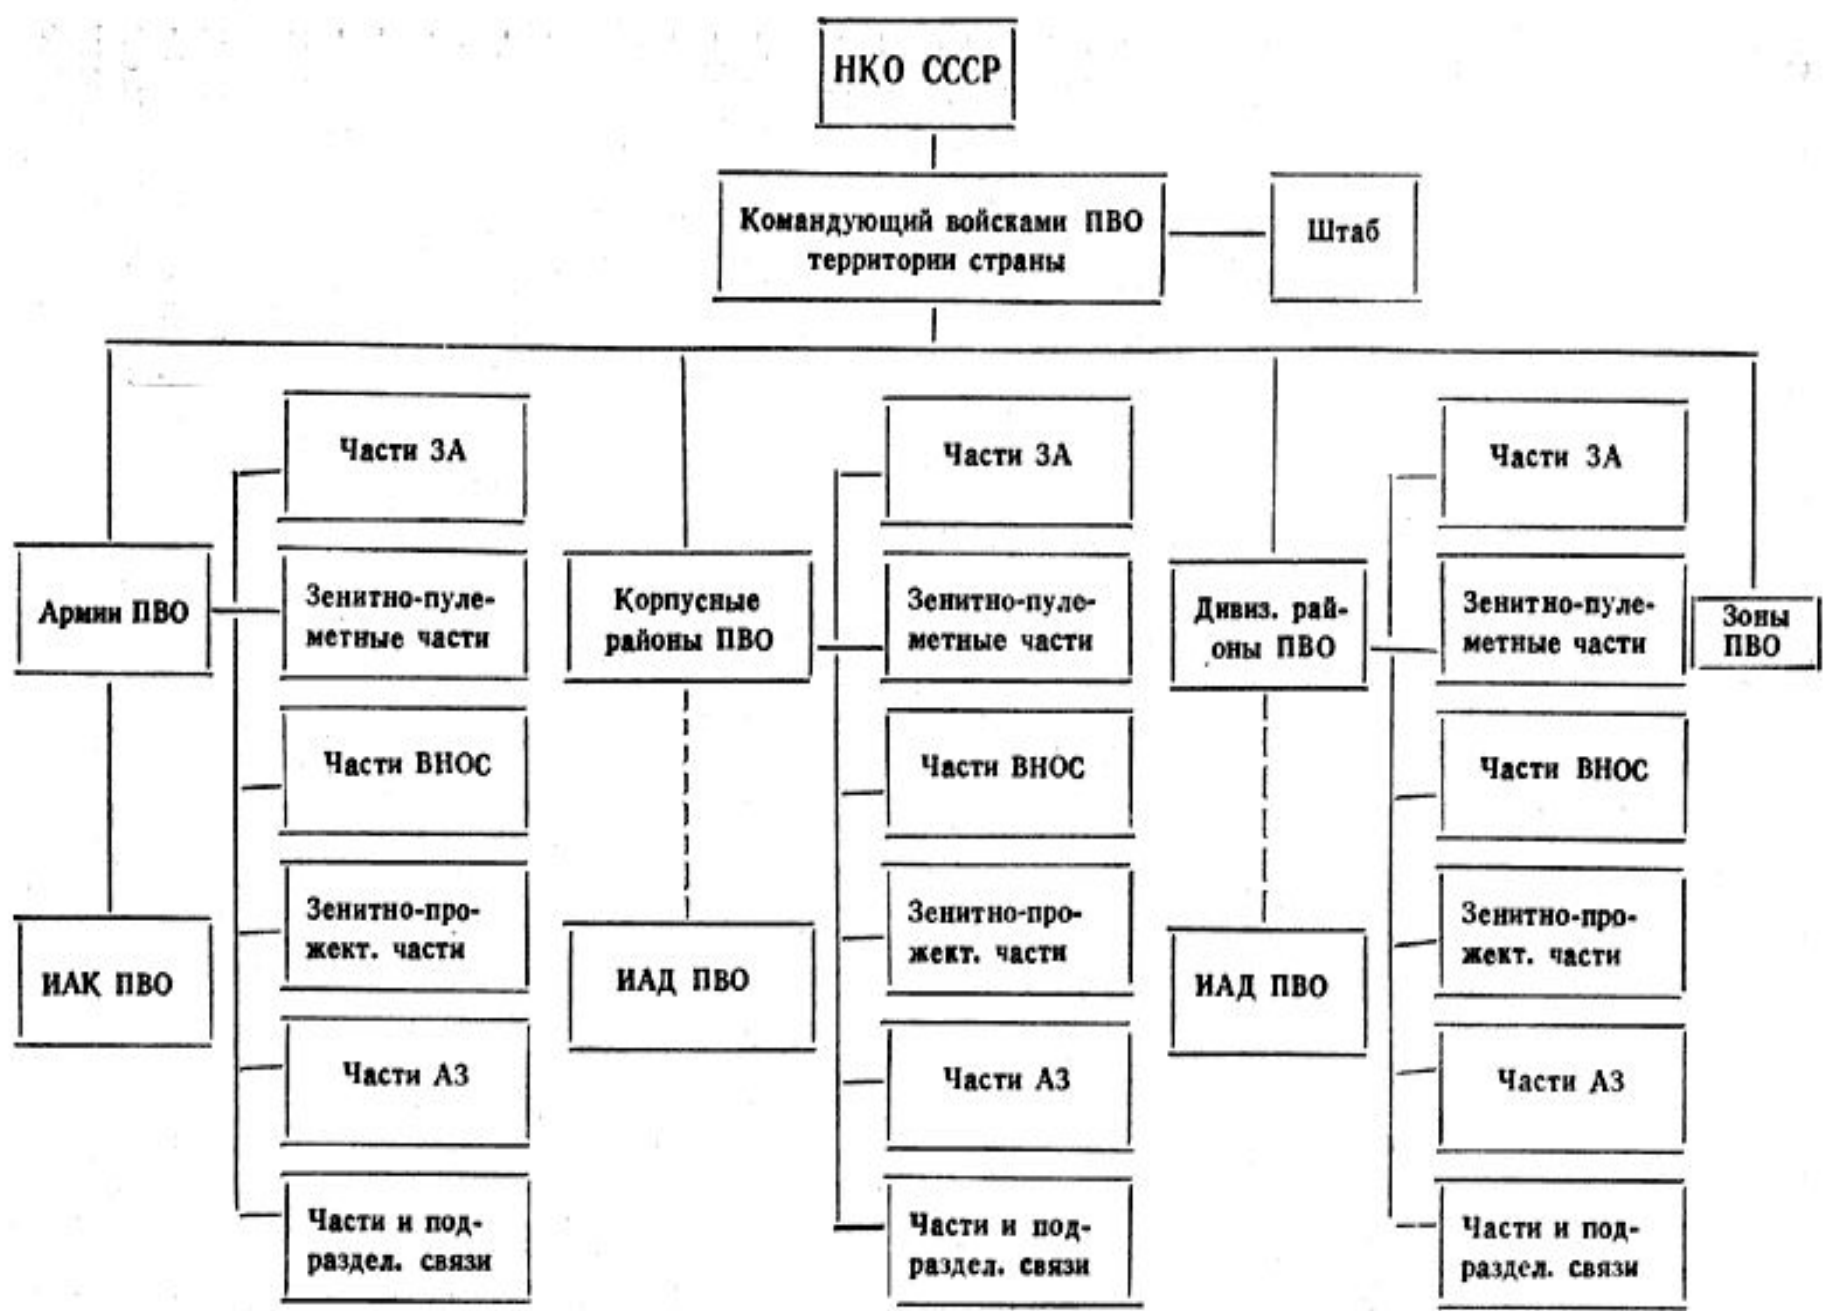 НКО СССР
Командующий войсками ПВО
территории страны
Штаб
Армии ПВО
ИАК ПВО
Части ЗА
Зенитно-пуле-
метные части
Части ВНОС
Зенитно-про-
жект. части
Части АЗ
Части и под-
раздел. связи
Корпусные
районы ПВО
ИАД ПВО
Части ЗА
Зенитно-пуле-
метные части
Части ВНОС
Зенитно-про-
жект. части
Части АЗ
Части и под-
раздел. связи
Дивиз. рай-
оны ПВО
ИАД ПВО
Части ЗА
Зенитно-пуле-
метные части
Части ВНОС
Зенитно-про-
жект. части
Части АЗ
Части и под-
раздел. связи
Зоны
ПВО